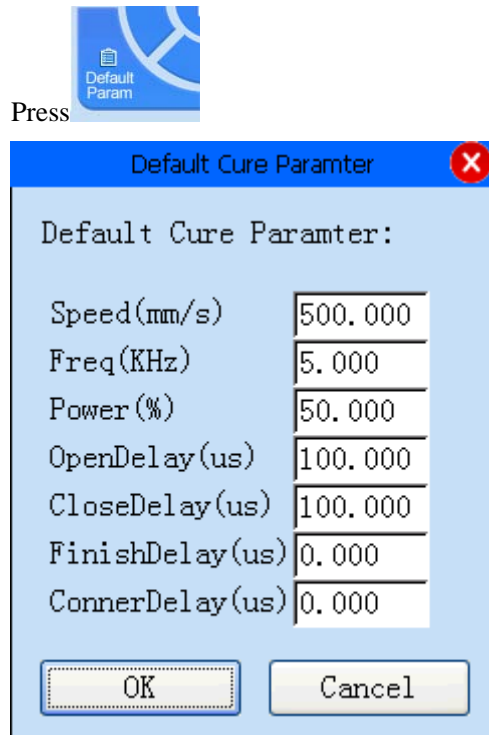 Default
Param
Press
Default Cure Paramter
Default Cure Paramter:
Speed(mm/s) 500.000
Freq(KHz) 5.000
Power(%) 50.000
OpenDelay(us) 100.000
CloseDelay(us) 100.000
FinishDelay(us) 0.000
ConnerDelay(us) 0.000
OK Cancel